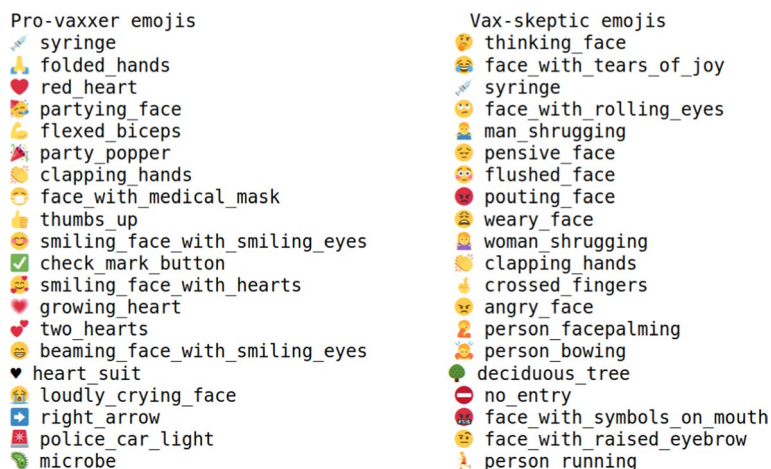 Pro-vaxxer emojis
💉 syringe
🙏 folded_hands
❤️ red_heart
🥳 partying_face
💪 flexed_biceps
🎉 party_popper
👏 clapping_hands
😷 face_with_medical_mask
👍 thumbs_up
😊 smiling_face_with_smiling_eyes
✅ check_mark_button
🥰 smiling_face_with_hearts
💗 growing_heart
💕 two_hearts
😁 beaming_face_with_smiling_eyes
♥ heart_suit
😭 loudly_crying_face
➡️ right_arrow
🚨 police_car_light
🦠 microbe
Vax-skeptic emojis
🤔 thinking_face
😂 face_with_tears_of_joy
💉 syringe
🙄 face_with_rolling_eyes
🤷‍♂️ man_shrugging
😔 pensive_face
😳 flushed_face
😡 pouting_face
😩 weary_face
🤷‍♀️ woman_shrugging
👏 clapping_hands
🤞 crossed_fingers
😠 angry_face
🤦 person_facepalming
🙇 person_bowing
🌳 deciduous_tree
⛔ no_entry
🤬 face_with_symbols_on_mouth
🤨 face_with_raised_eyebrow
🏃 person_running